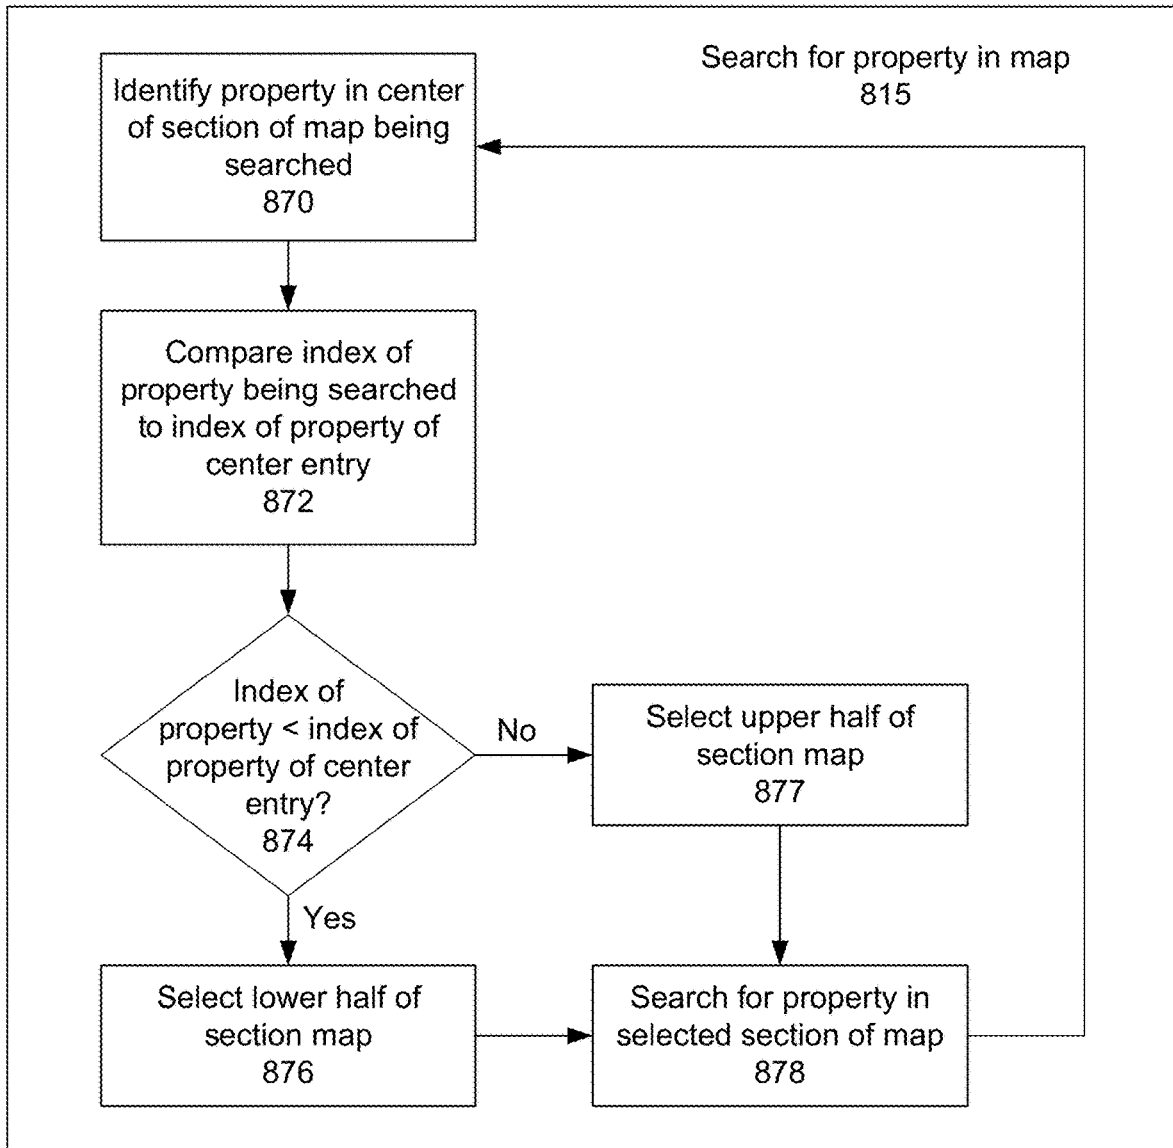 Search for property in map
815
Identify property in center
of section of map being
searched
870
Compare index of
property being searched
to index of property of
center entry
872
Index of
property < index of
property of center
entry?
874
No
Select upper half of
section map
877
Yes
Select lower half of
section map
876
Search for property in
selected section of map
878